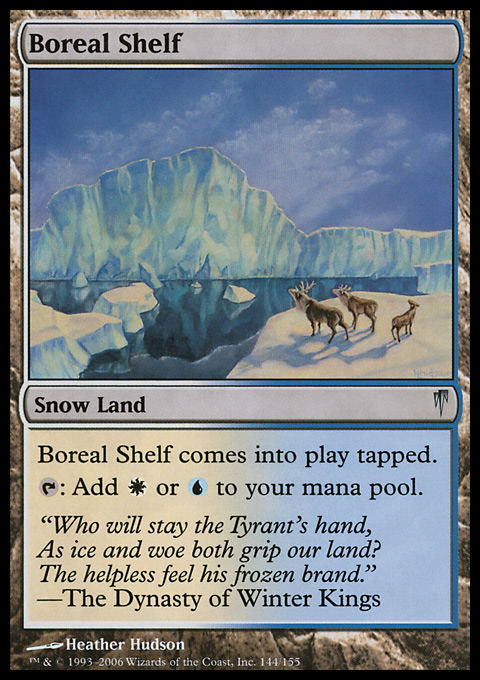 Boreal Shelf
Snow Land
Boreal Shelf comes into play tapped.
: Add or to your mana pool.
“Who will stay the Tyrant’s hand,
As ice and woe both grip our land?
The helpless feel his frozen brand.”
—The Dynasty of Winter Kings
Heather Hudson
™ & © 1993–2006 Wizards of the Coast, Inc. 144/155